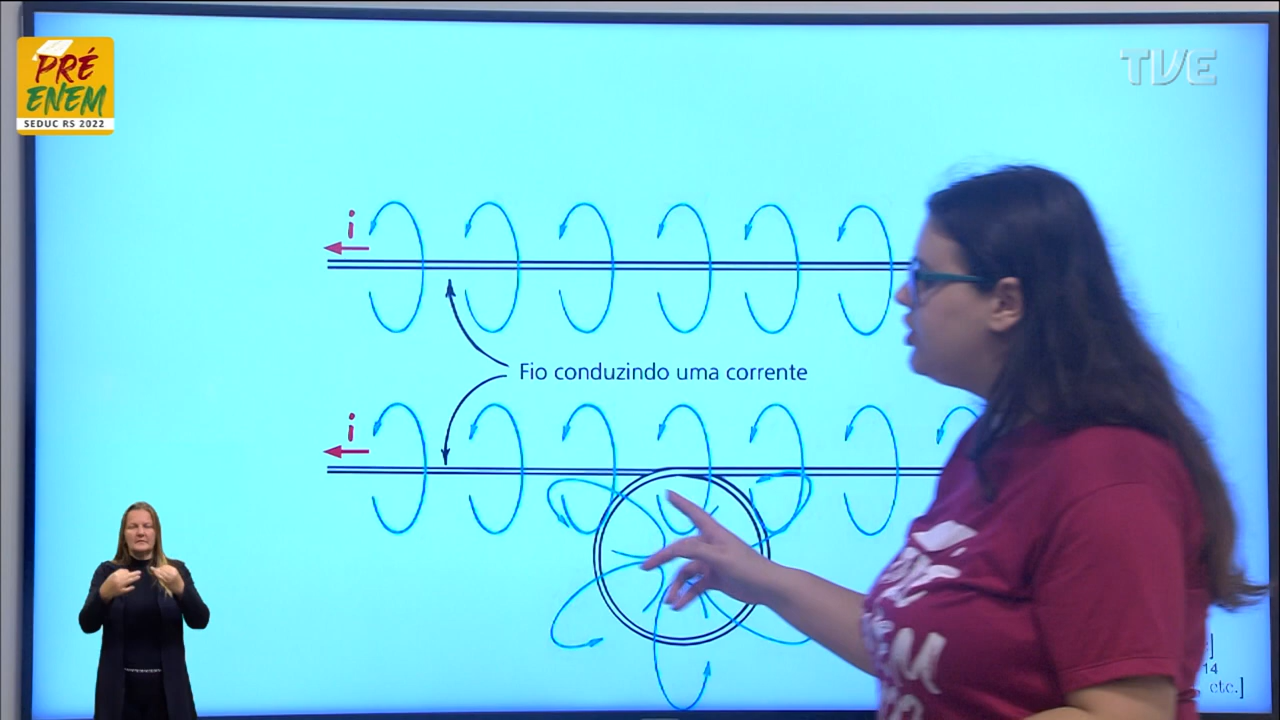 PRÉ
ENEM
SEDUC RS 2022
TVE
i
Fio conduzindo uma corrente
i
14
etc.]